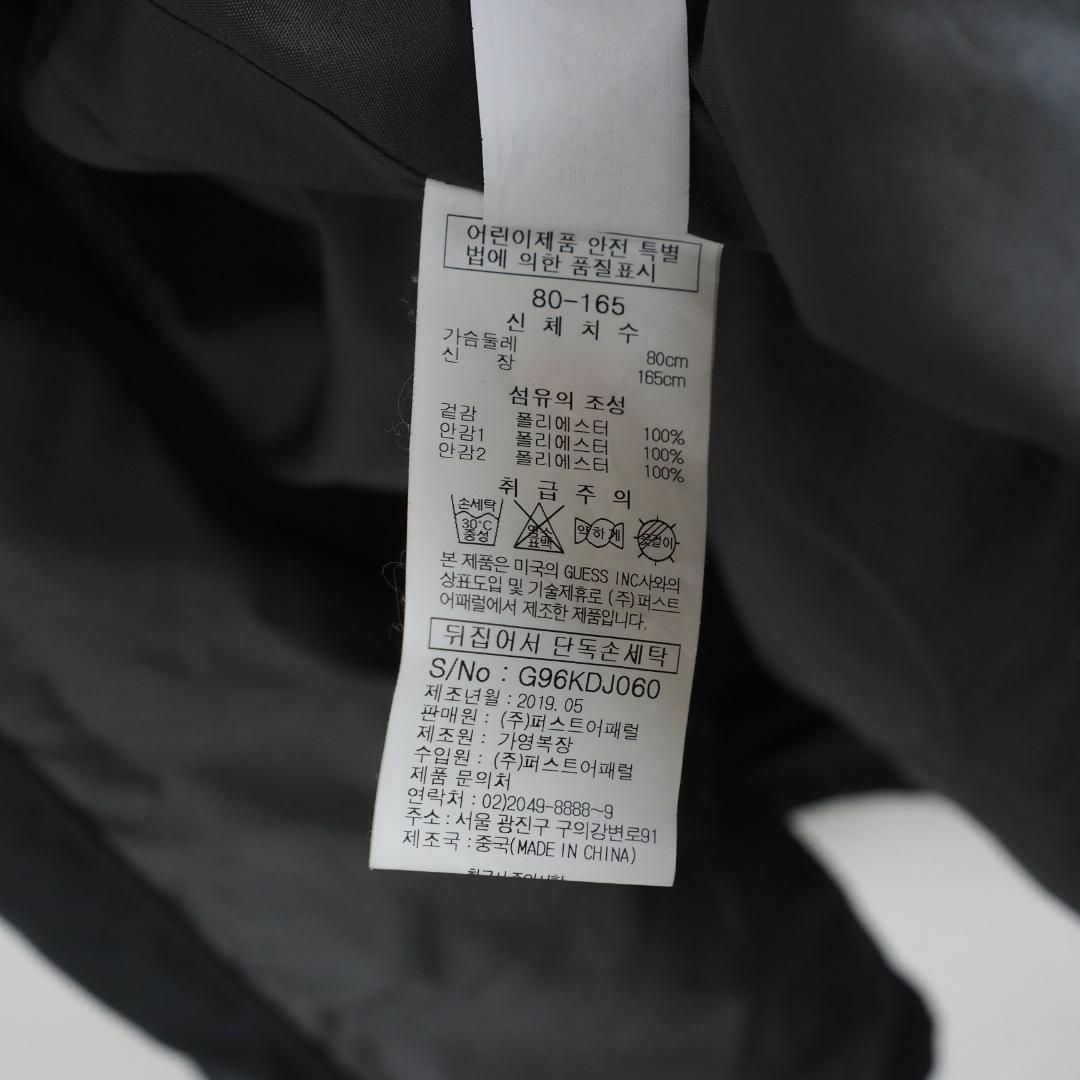 어린이제품 안전 특별
법에 의한 품질표시
80-165
신 체 치 수
가슴둘레 80cm
신 장 165cm
섬유의 조성
겉감 폴리에스터 100%
안감1 폴리에스터 100%
안감2 폴리에스터 100%
취 급 주 의
손세탁 30℃ 중성 염소 표백 약하게 옷걸이
본 제품은 미국의 GUESS INC사와의
상표도입 및 기술제휴로 (주)퍼스트
어패럴에서 제조한 제품입니다.
뒤집어서 단독손세탁
S/No : G96KDJ060
제조년월 : 2019. 05
판매원 : (주)퍼스트어패럴
제조원 : 가영복장
수입원 : (주)퍼스트어패럴
제품 문의처
연락처 : 02)2049-8888~9
주소 : 서울 광진구 구의강변로91
제조국 : 중국(MADE IN CHINA)